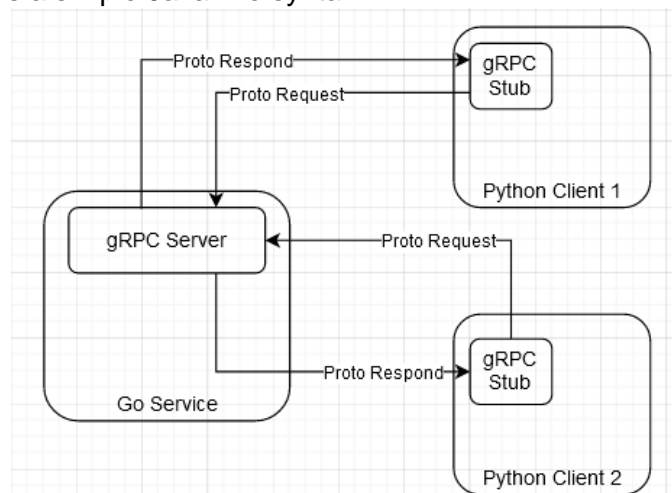 Proto Respond
gRPC
Stub
Proto Request
Python Client 1
gRPC Server
Proto Request
gRPC
Stub
Proto Respond
Go Service
Python Client 2